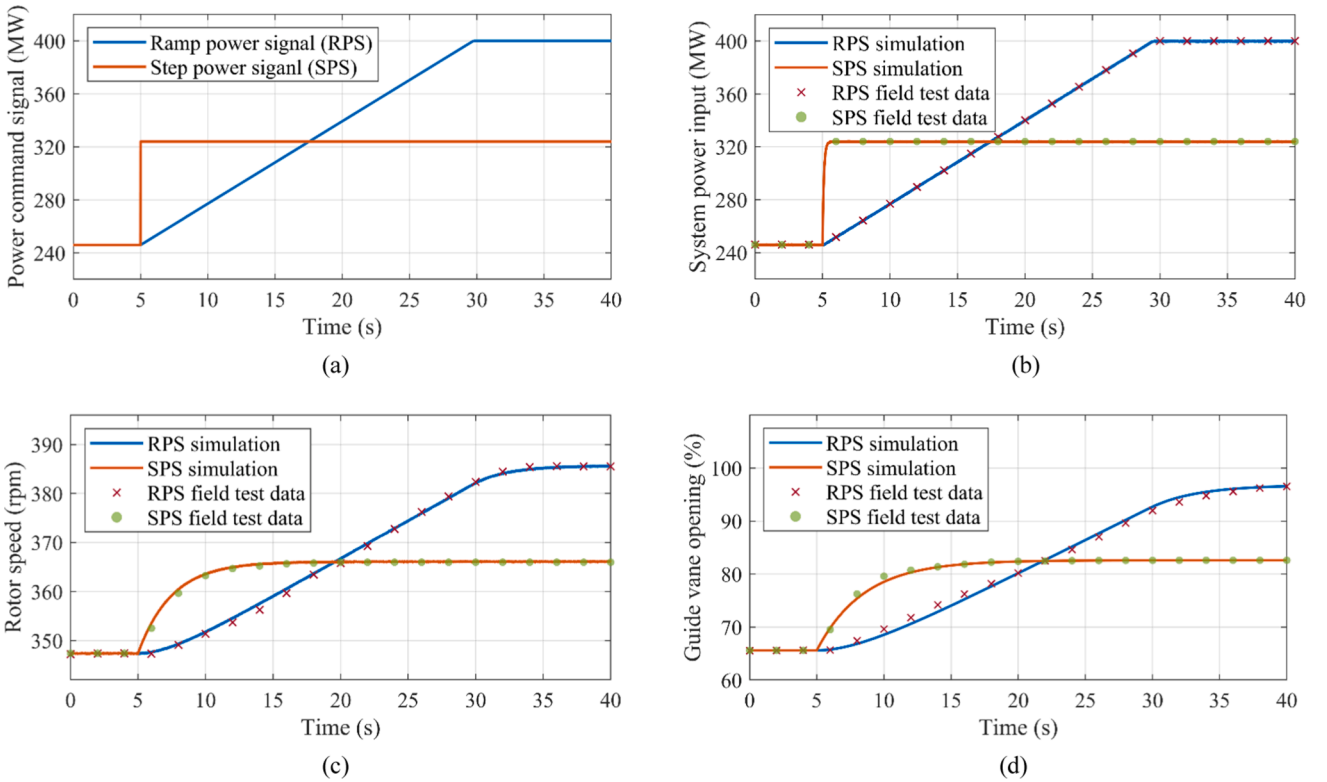 Power command signal (MW)
Ramp power signal (RPS)
Step power siganl (SPS)
400
360
320
280
240
0 5 10 15 20 25 30 35 40
Time (s)
(a)
System power input (MW)
RPS simulation
SPS simulation
RPS field test data
SPS field test data
400
360
320
280
240
0 5 10 15 20 25 30 35 40
Time (s)
(b)
Rotor speed (rpm)
RPS simulation
SPS simulation
RPS field test data
SPS field test data
390
380
370
360
350
0 5 10 15 20 25 30 35 40
Time (s)
(c)
Guide vane opening (%)
RPS simulation
SPS simulation
RPS field test data
SPS field test data
100
90
80
70
60
0 5 10 15 20 25 30 35 40
Time (s)
(d)